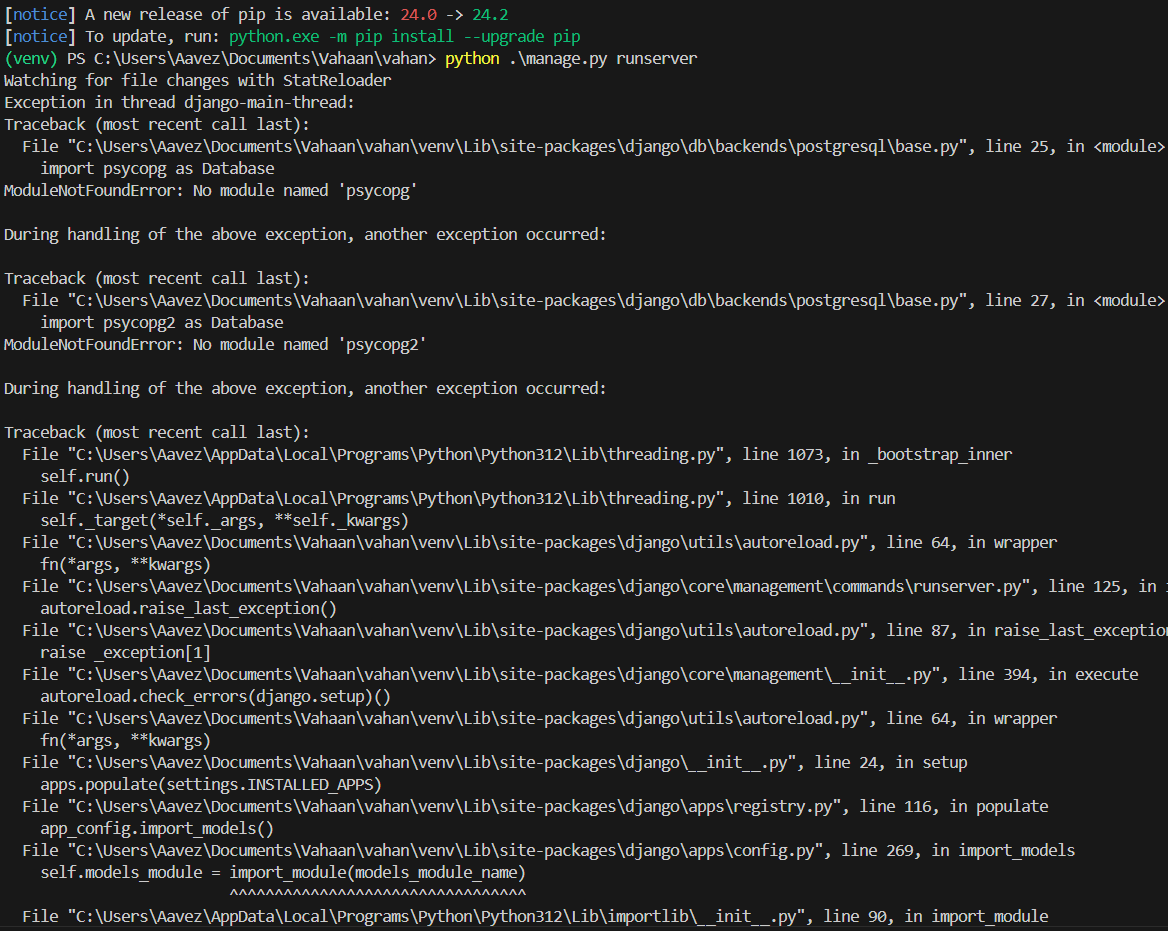 [notice] A new release of pip is available: 24.0 -> 24.2
[notice] To update, run: python.exe -m pip install --upgrade pip
(venv) PS C:\Users\Aavez\Documents\Vahaan\vahan> python .\manage.py runserver
Watching for file changes with StatReloader
Exception in thread django-main-thread:
Traceback (most recent call last):
  File "C:\Users\Aavez\Documents\Vahaan\vahan\venv\Lib\site-packages\django\db\backends\postgresql\base.py", line 25, in <module>
    import psycopg as Database
ModuleNotFoundError: No module named 'psycopg'

During handling of the above exception, another exception occurred:

Traceback (most recent call last):
  File "C:\Users\Aavez\Documents\Vahaan\vahan\venv\Lib\site-packages\django\db\backends\postgresql\base.py", line 27, in <module>
    import psycopg2 as Database
ModuleNotFoundError: No module named 'psycopg2'

During handling of the above exception, another exception occurred:

Traceback (most recent call last):
  File "C:\Users\Aavez\AppData\Local\Programs\Python\Python312\Lib\threading.py", line 1073, in _bootstrap_inner
    self.run()
  File "C:\Users\Aavez\AppData\Local\Programs\Python\Python312\Lib\threading.py", line 1010, in run
    self._target(*self._args, **self._kwargs)
  File "C:\Users\Aavez\Documents\Vahaan\vahan\venv\Lib\site-packages\django\utils\autoreload.py", line 64, in wrapper
    fn(*args, **kwargs)
  File "C:\Users\Aavez\Documents\Vahaan\vahan\venv\Lib\site-packages\django\core\management\commands\runserver.py", line 125, in
    autoreload.raise_last_exception()
  File "C:\Users\Aavez\Documents\Vahaan\vahan\venv\Lib\site-packages\django\utils\autoreload.py", line 87, in raise_last_exception
    raise _exception[1]
  File "C:\Users\Aavez\Documents\Vahaan\vahan\venv\Lib\site-packages\django\core\management\__init__.py", line 394, in execute
    autoreload.check_errors(django.setup)()
  File "C:\Users\Aavez\Documents\Vahaan\vahan\venv\Lib\site-packages\django\utils\autoreload.py", line 64, in wrapper
    fn(*args, **kwargs)
  File "C:\Users\Aavez\Documents\Vahaan\vahan\venv\Lib\site-packages\django\__init__.py", line 24, in setup
    apps.populate(settings.INSTALLED_APPS)
  File "C:\Users\Aavez\Documents\Vahaan\vahan\venv\Lib\site-packages\django\apps\registry.py", line 116, in populate
    app_config.import_models()
  File "C:\Users\Aavez\Documents\Vahaan\vahan\venv\Lib\site-packages\django\apps\config.py", line 269, in import_models
    self.models_module = import_module(models_module_name)
                         ^^^^^^^^^^^^^^^^^^^^^^^^^^^^^^^^^
  File "C:\Users\Aavez\AppData\Local\Programs\Python\Python312\Lib\importlib\__init__.py", line 90, in import_module